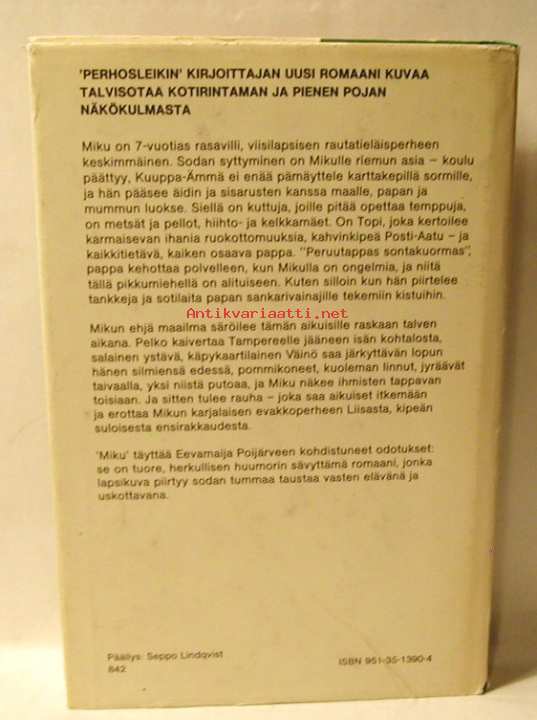 'PERHOSLEIKIN' KIRJOITTAJAN UUSI ROMAANI KUVAA
TALVISOTAA KOTIRINTAMAN JA PIENEN POJAN
NÄKÖKULMASTA
Miku on 7-vuotias rasavilli, viisilapsisen rautatieläisperheen
keskimmäinen. Sodan syttyminen on Mikulle riemun asia – koulu
päättyy, Kuuppa-Ämmä ei enää pämäyttele karttakepillä sormille,
ja hän pääsee äidin ja sisarusten kanssa maalle, papan ja
mummun luokse. Siellä on kuttuja, joille pitää opettaa temppuja,
on metsät ja pellot, hiihto- ja kelkkamäet. On Topi, joka kertoilee
karmaisevan ihania ruokottomuuksia, kahvinkipeä Posti-Aatu – ja
kaikkitietävä, kaiken osaava pappa. "Peruutappas sontakuormas",
pappa kehottaa polvelleen, kun Mikulla on ongelmia, ja niitä
tällä pikkumiehellä on alituiseen. Kuten silloin kun hän piirtelee
tankkeja ja sotilaita papan sankarivainajille tekemiin kistuihin.
Antikvariaatti.net
Mikun ehjä maailma säröilee tämän aikuisille raskaan talven
aikana. Pelko kaivertaa Tampereelle jääneen isän kohtalosta,
salainen ystävä, käpykaartilainen Väinö saa järkyttävän lopun
hänen silmiensä edessä, pommikoneet, kuoleman linnut, jyräävät
taivaalla, yksi niistä putoaa, ja Miku näkee ihmisten tappavan
toisiaan. Ja sitten tulee rauha – joka saa aikuiset itkemään
ja erottaa Mikun karjalaisen evakkoperheen Liisasta, kipeän
suloisesta ensirakkaudesta.
'Miku' täyttää Eevamaija Poijärveen kohdistuneet odotukset:
se on tuore, herkullisen huumorin sävyttämä romaani, jonka
lapsikuva piirtyy sodan tummaa taustaa vasten elävänä ja
uskottavana.
Päällys: Seppo Lindqvist
842
ISBN 951-35-1390-4